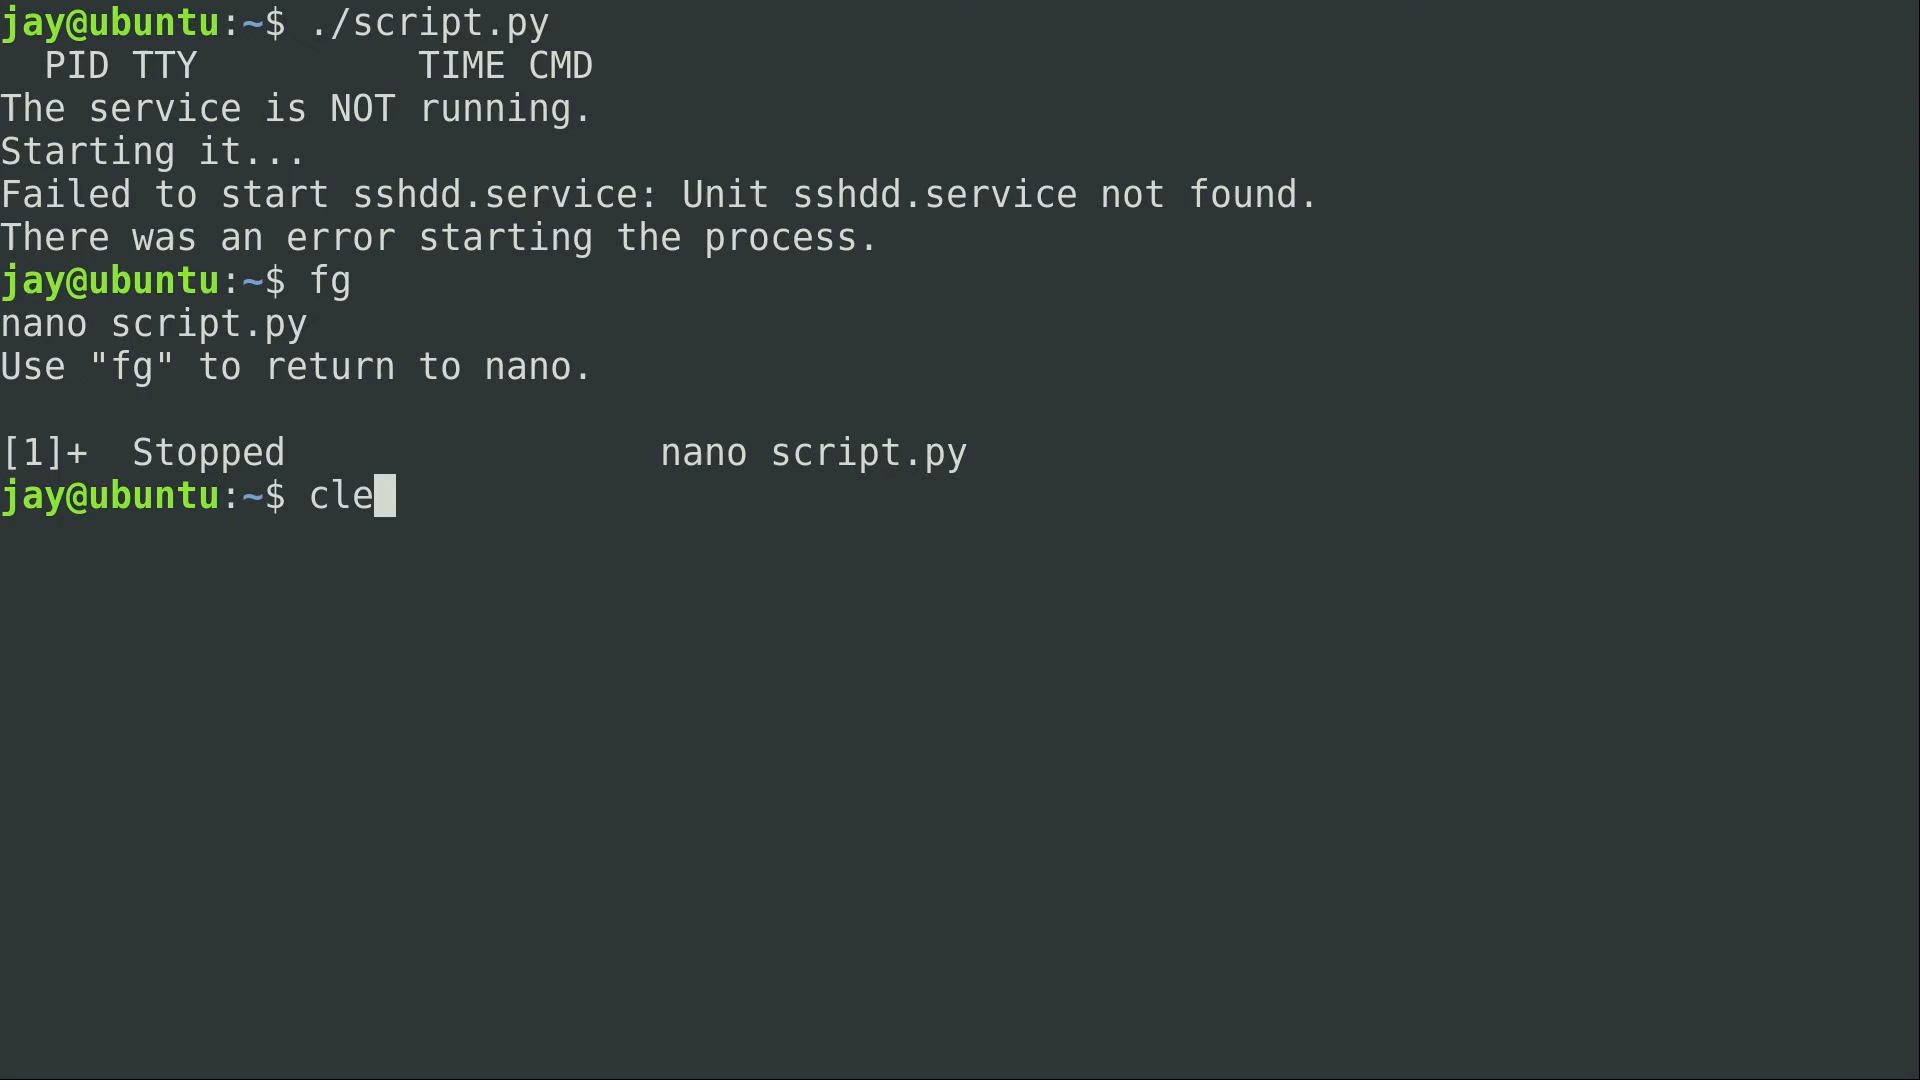 jay@ubuntu:~$ ./script.py
  PID TTY          TIME CMD
The service is NOT running.
Starting it...
Failed to start sshdd.service: Unit sshdd.service not found.
There was an error starting the process.
jay@ubuntu:~$ fg
nano script.py
Use "fg" to return to nano.

[1]+  Stopped                 nano script.py
jay@ubuntu:~$ cle